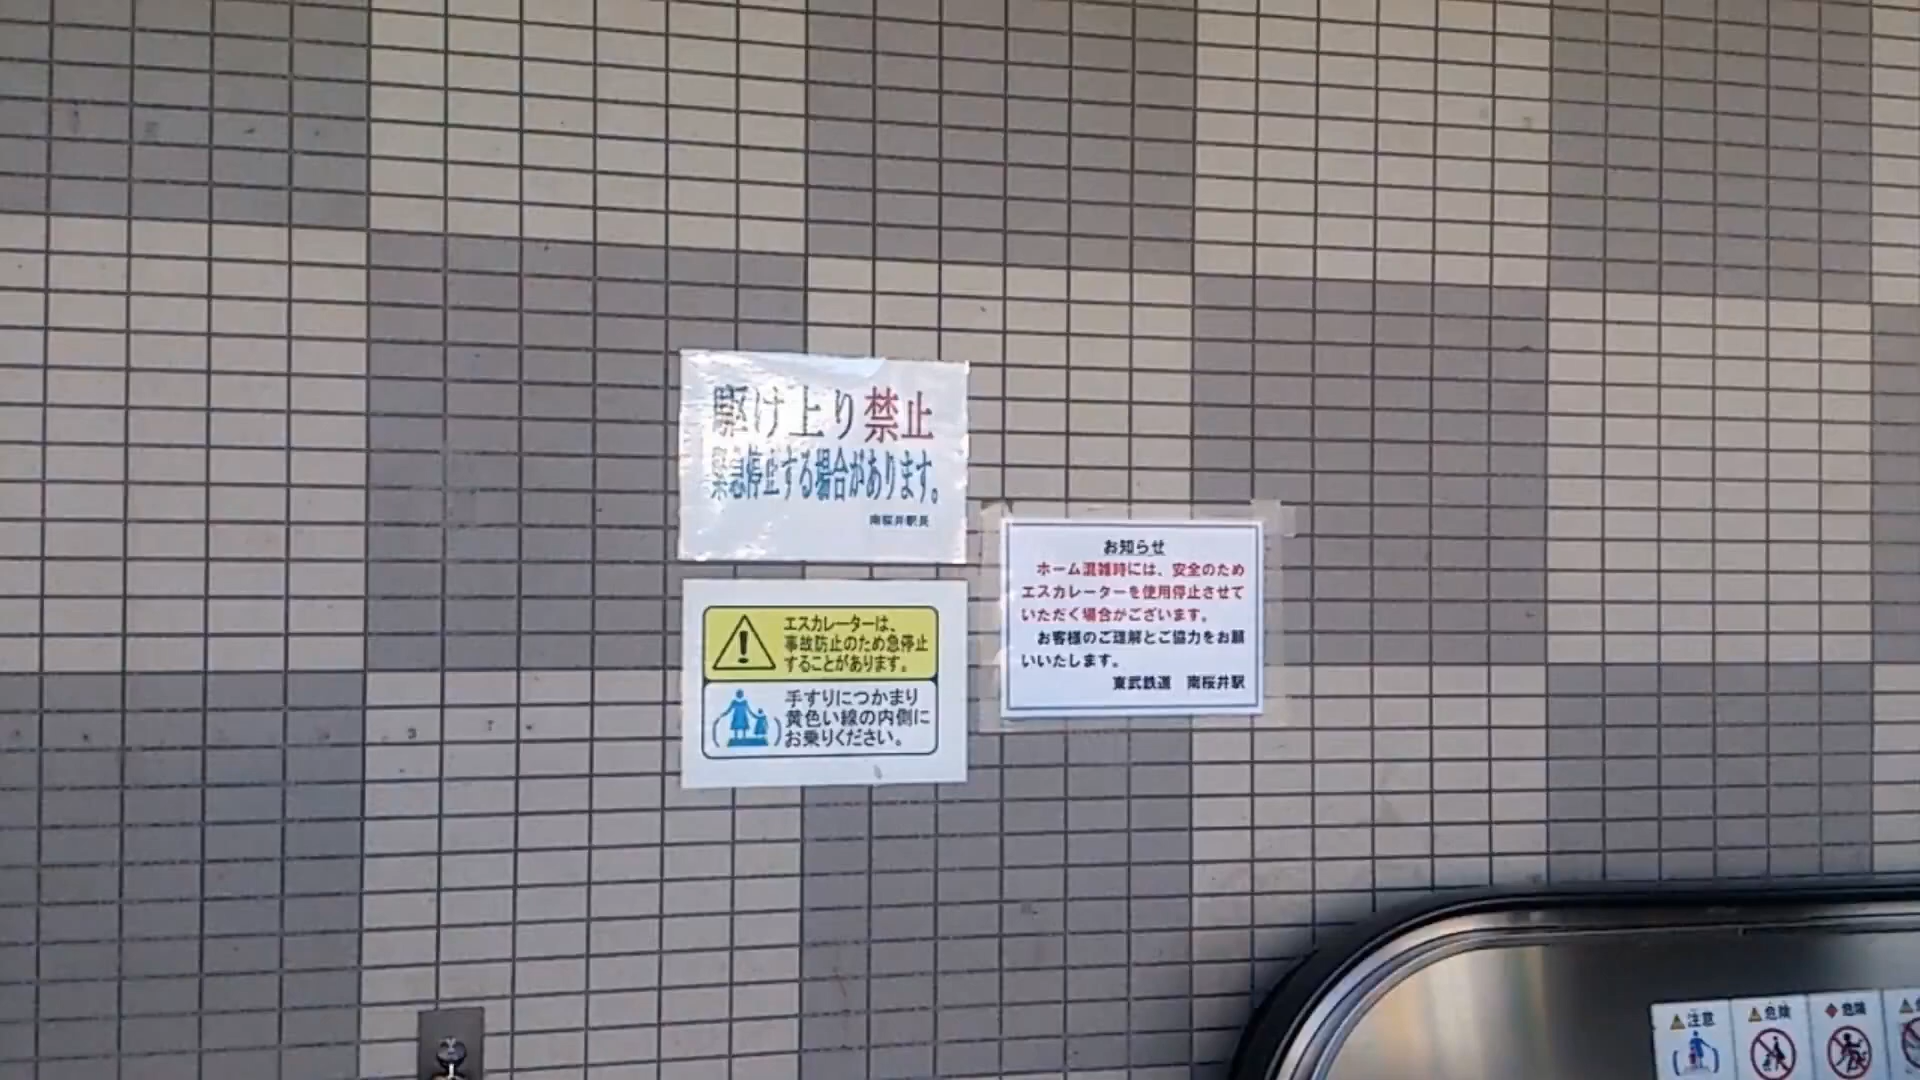 駆け上り禁止
緊急停止する場合があります。
南桜井駅長
エスカレーターは、
事故防止のため急停止
することがあります。
手すりにつかまり
黄色い線の内側に
お乗りください。
お知らせ
ホーム混雑時には、安全のため
エスカレーターを使用停止させて
いただく場合がございます。
お客様のご理解とご協力をお願
いいたします。
東武鉄道 南桜井駅
注意
危険
危険